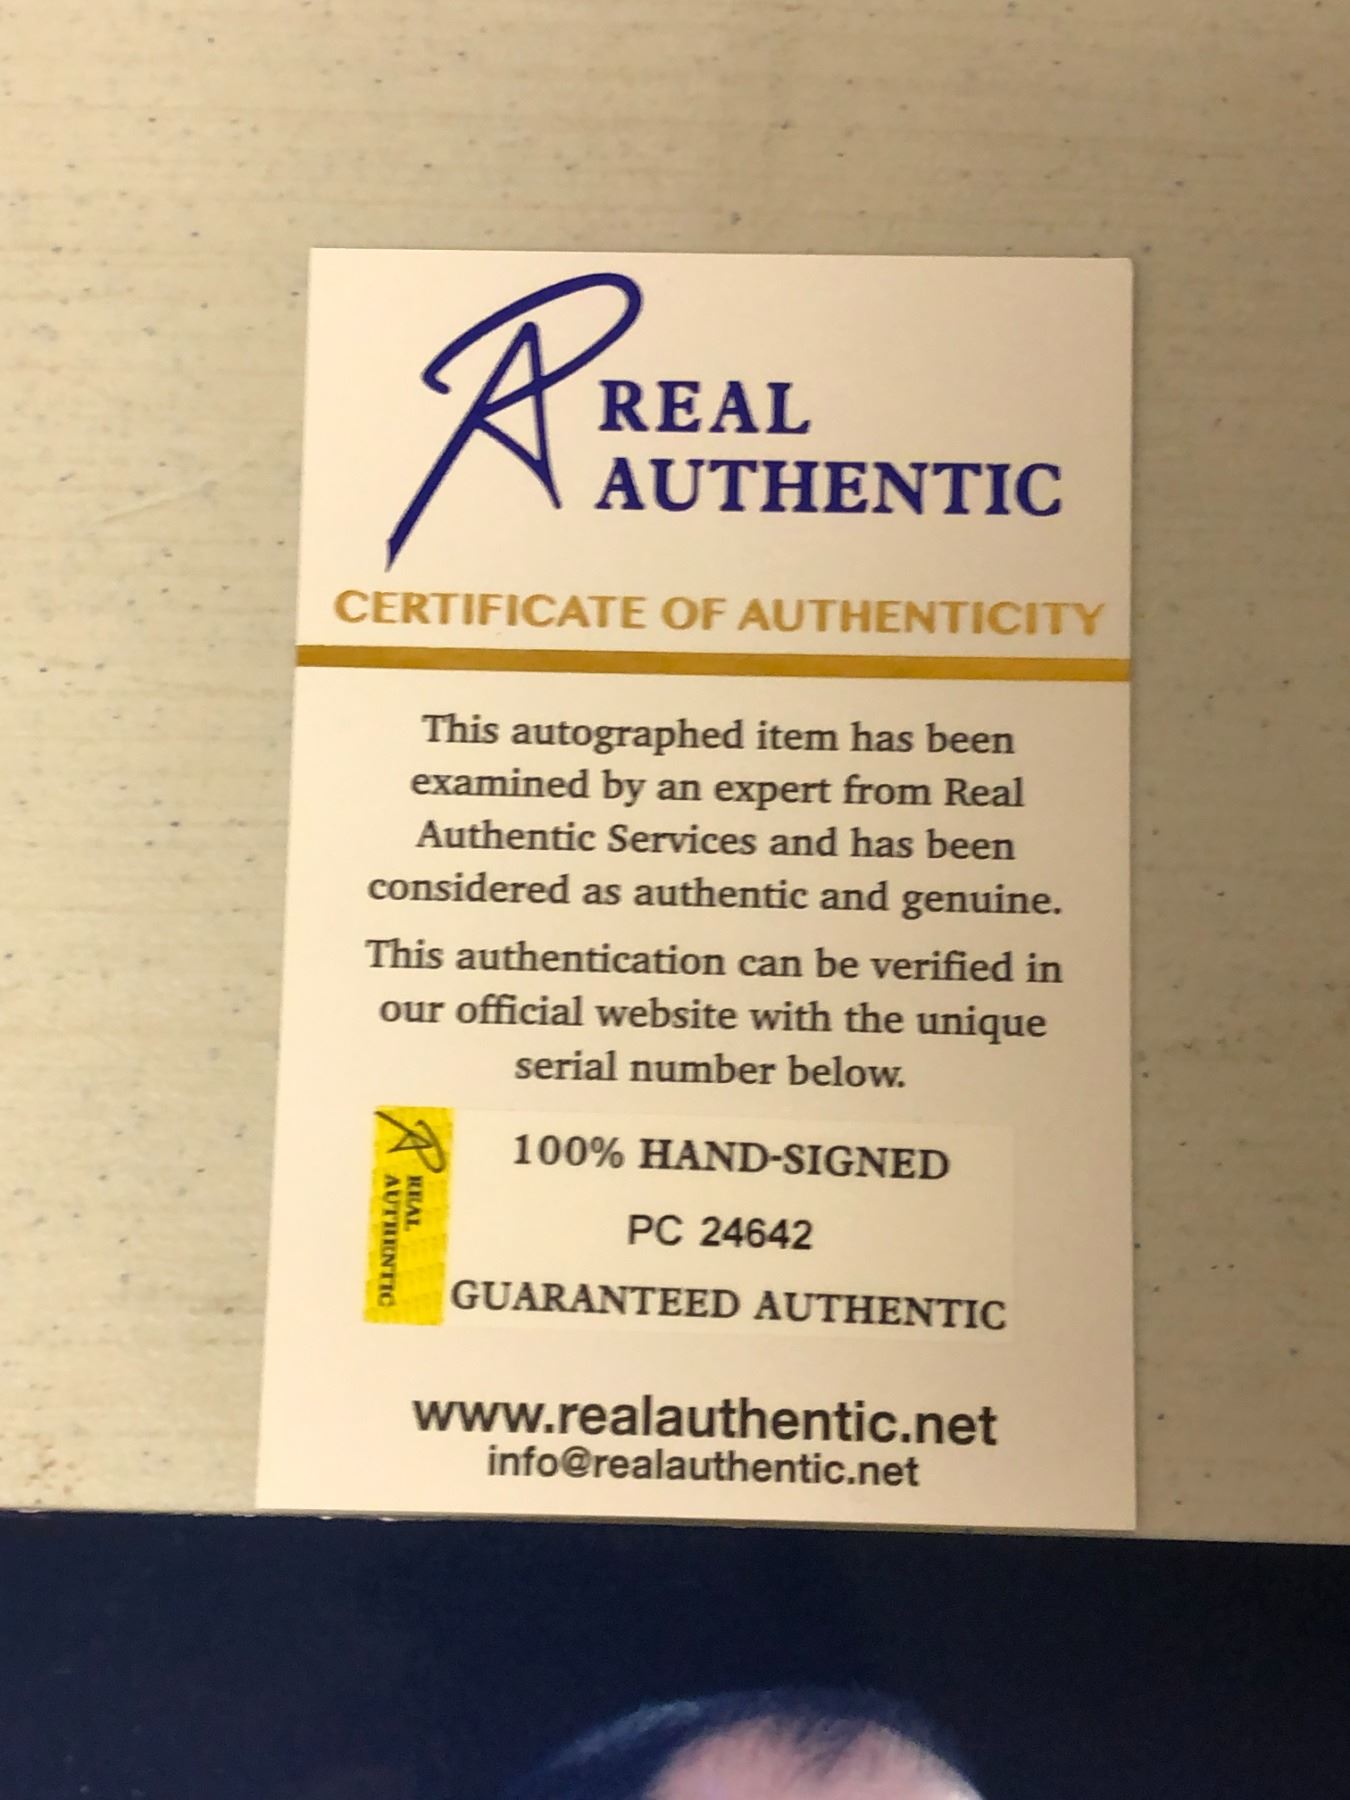 REAL
AUTHENTIC
CERTIFICATE OF AUTHENTICITY
This autographed item has been
examined by an expert from Real
Authentic Services and has been
considered as authentic and genuine.
This authentication can be verified in
our official website with the unique
serial number below.
REAL
AUTHENTIC
100% HAND-SIGNED
PC 24642
GUARANTEED AUTHENTIC
www.realauthentic.net
info@realauthentic.net